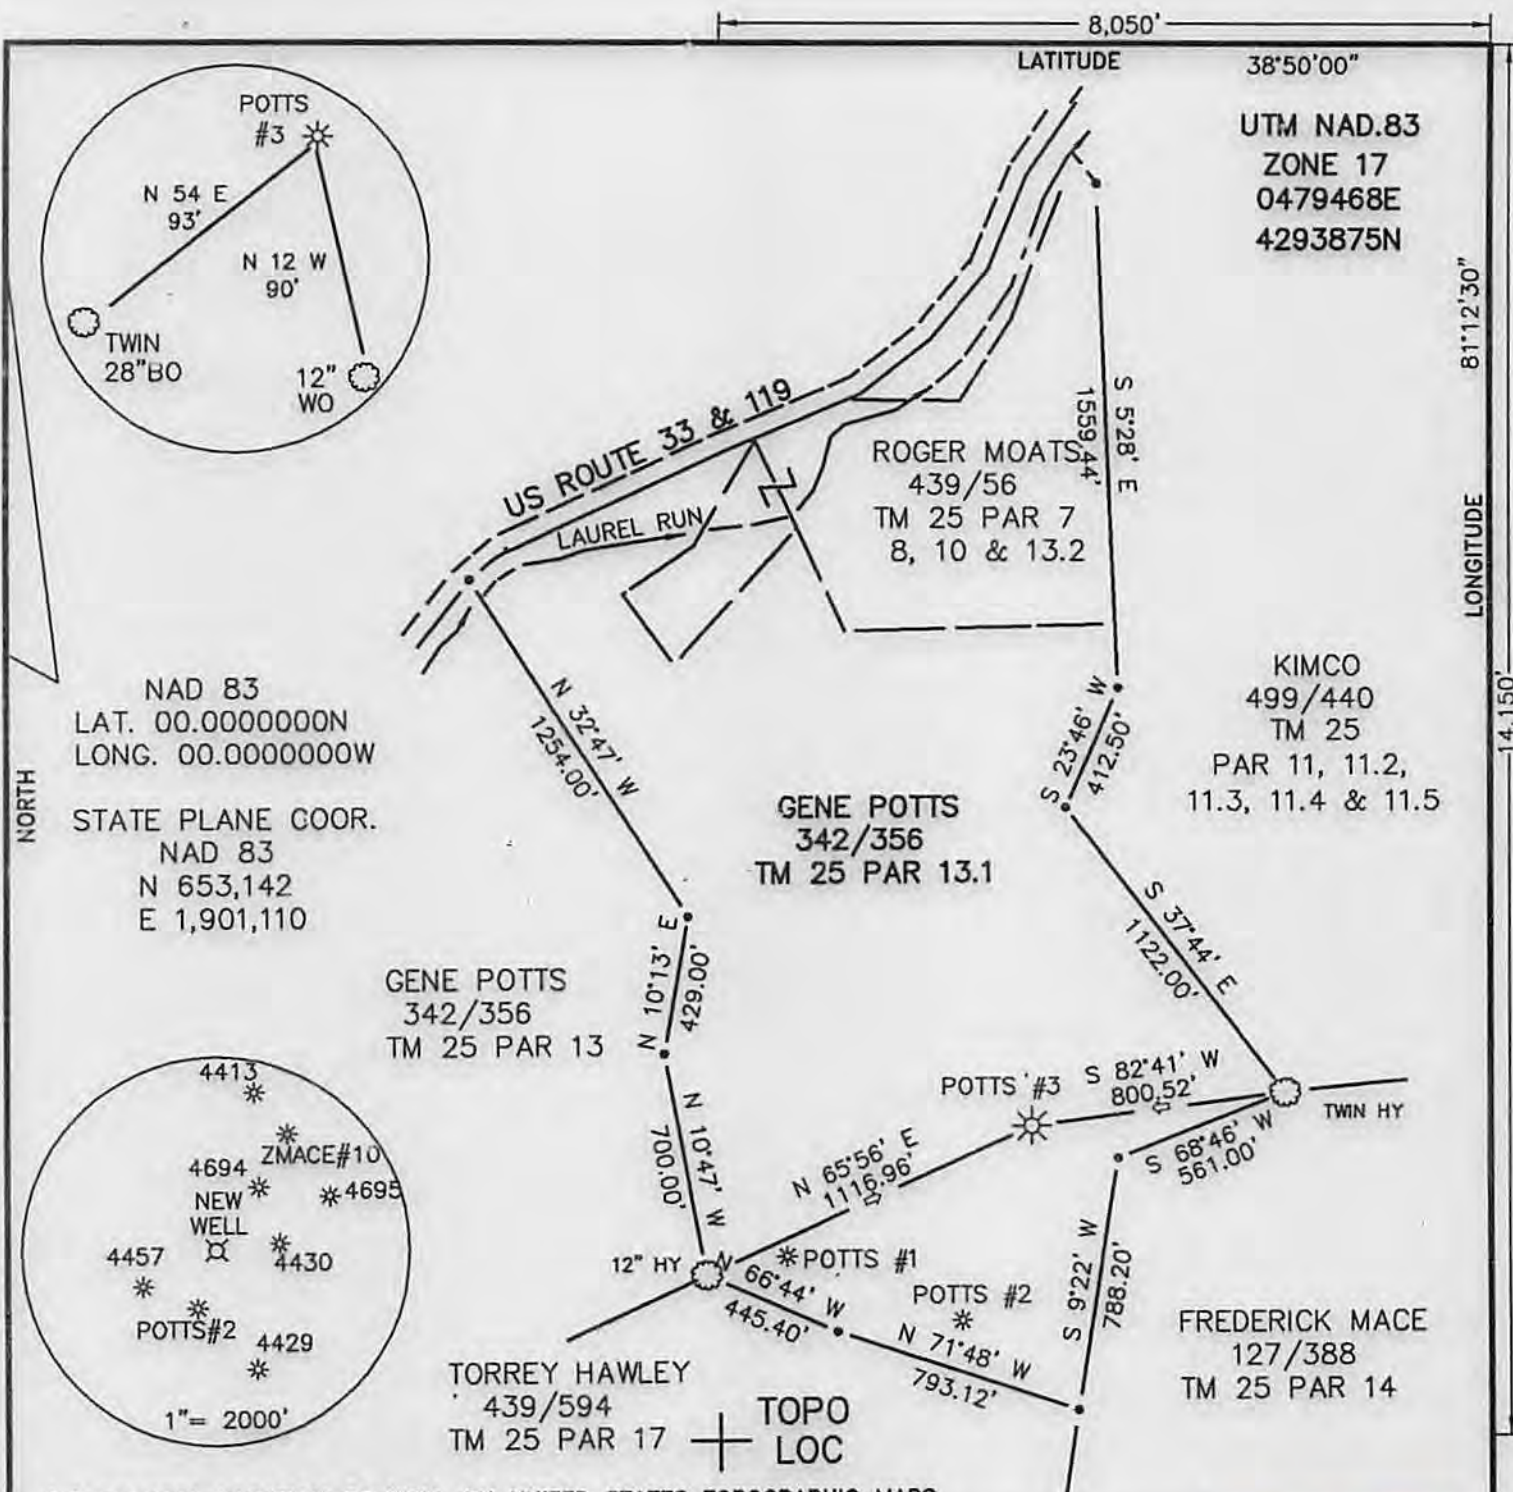 8,050'
LATITUDE 38°50'00"
UTM NAD.83
ZONE 17
0479468E
4293875N
81°12'30"
LONGITUDE
14,150'
POTTS
#3
N 54 E
93'
N 12 W
90'
TWIN
28"BO
12"
WO
US ROUTE 33 & 119
LAUREL RUN
ROGER MOATS
439/56
TM 25 PAR 7
8, 10 & 13.2
S 5°28' E
1559.44'
NAD 83
LAT. 00.0000000N
LONG. 00.0000000W
STATE PLANE COOR.
NAD 83
N 653,142
E 1,901,110
NORTH
N 32°47' W
1254.00'
S 23°46' W
412.50'
KIMCO
499/440
TM 25
PAR 11, 11.2,
11.3, 11.4 & 11.5
GENE POTTS
342/356
TM 25 PAR 13.1
S 37°44' E
1122.00'
GENE POTTS
342/356
TM 25 PAR 13
N 10°13' E
429.00'
N 10°47' W
700.00'
POTTS #3
S 82°41' W
800.52'
TWIN HY
S 68°46' W
561.00'
N 65°56' E
1116.96'
12" HY
POTTS #1
N 66°44' W
445.40'
POTTS #2
N 71°48' W
793.12'
S 9°22' W
788.20'
FREDERICK MACE
127/388
TM 25 PAR 14
TORREY HAWLEY
439/594
TM 25 PAR 17
TOPO
LOC
4413
ZMACE#10
4694
4695
NEW
WELL
4457
4430
POTTS#2
4429
1"= 2000'
UNITED STATES TOPOGRAPHIC MAPS